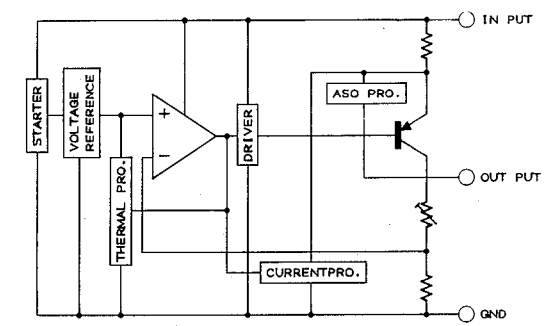 IN PUT
ASO PRO.
STARTER
VOLTAGE
REFERENCE
+
−
DRIVER
THERMAL PRO.
OUT PUT
CURRENTPRO.
GND